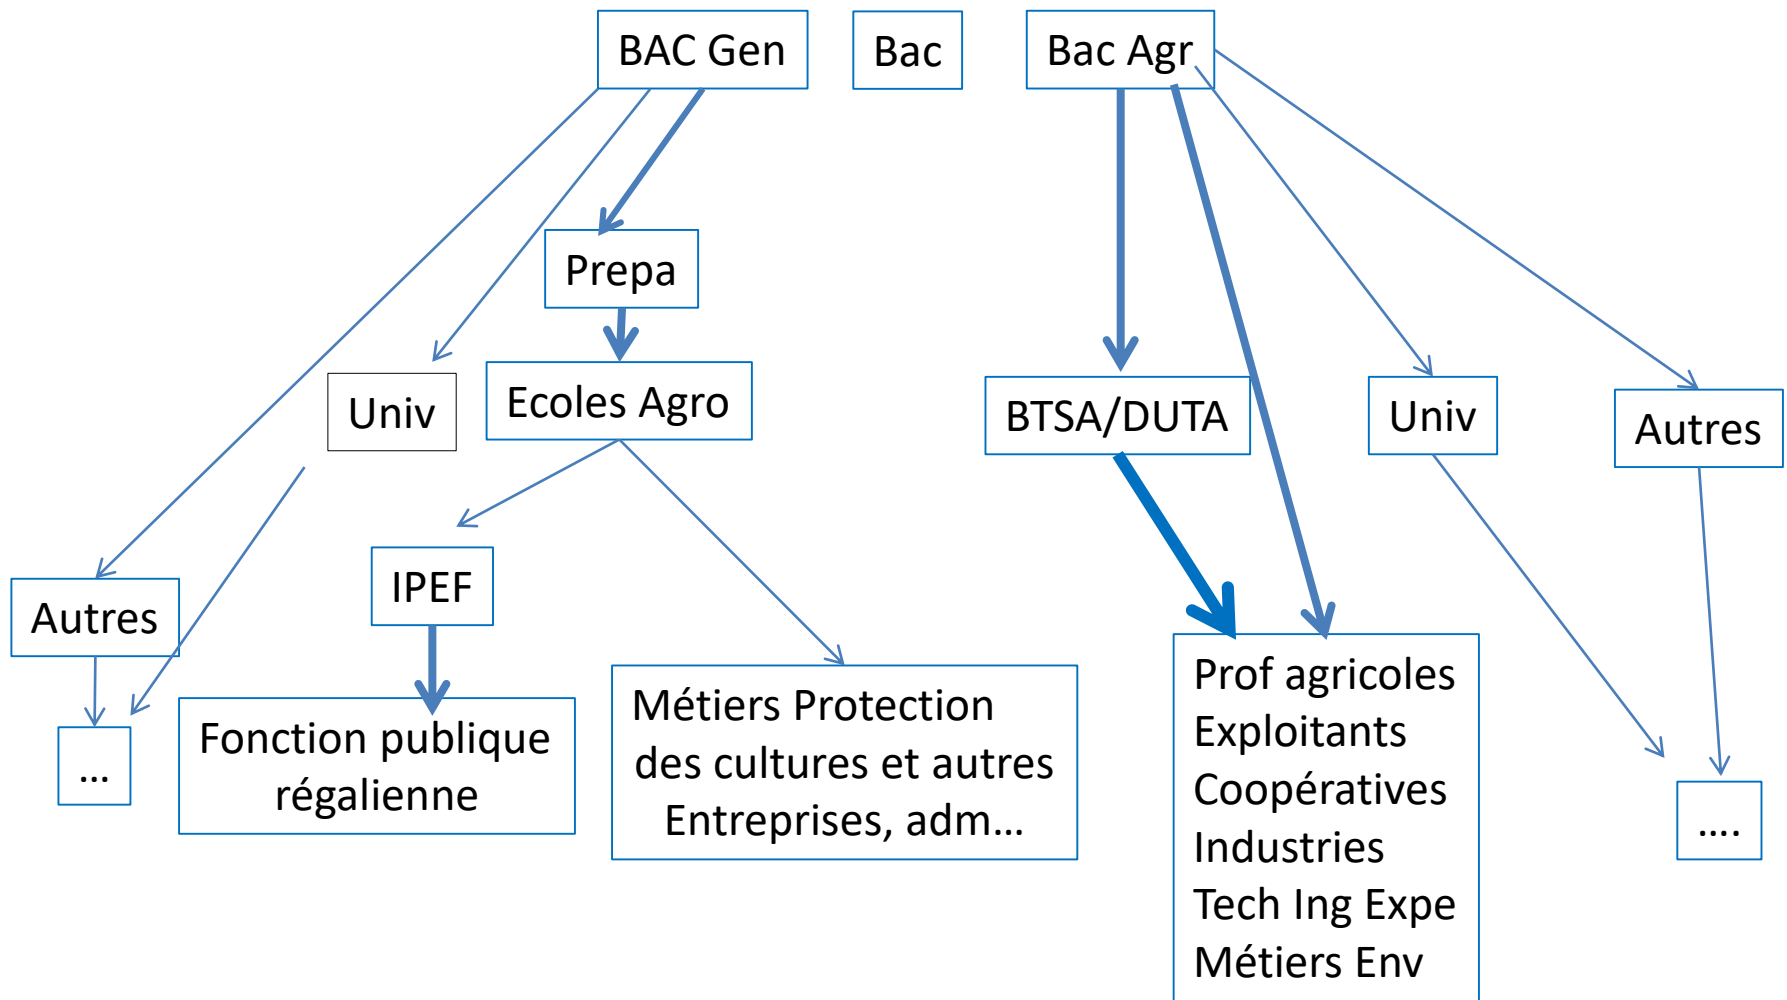 BAC Gen
Bac
Bac Agr
Prepa
Univ
Ecoles Agro
BTSA/DUTA
Univ
Autres
IPEF
Autres
...
Fonction publique
régalienne
Métiers Protection
des cultures et autres
Entreprises, adm...
Prof agricoles
Exploitants
Coopératives
Industries
Tech Ing Expe
Métiers Env
....